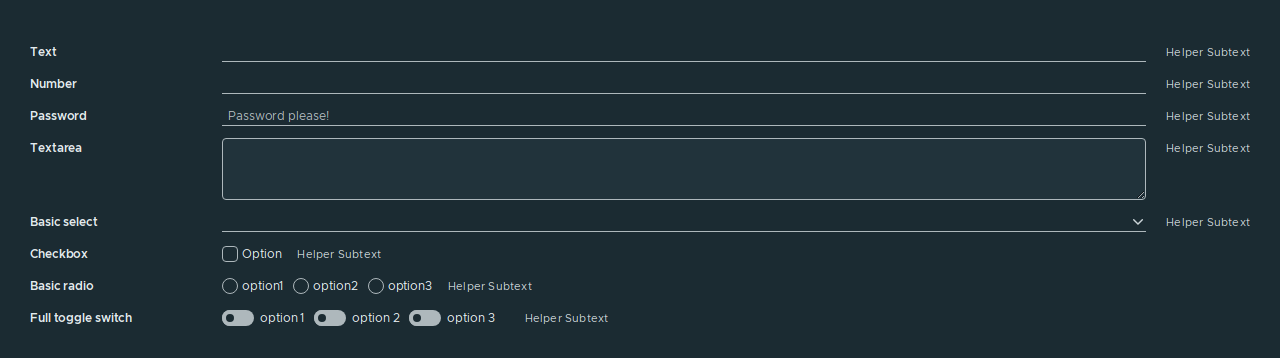 Text Helper Subtext
Number Helper Subtext
Password Password please! Helper Subtext
Textarea Helper Subtext
Basic select Helper Subtext
Checkbox Option Helper Subtext
Basic radio option1 option2 option3 Helper Subtext
Full toggle switch option 1 option 2 option 3 Helper Subtext